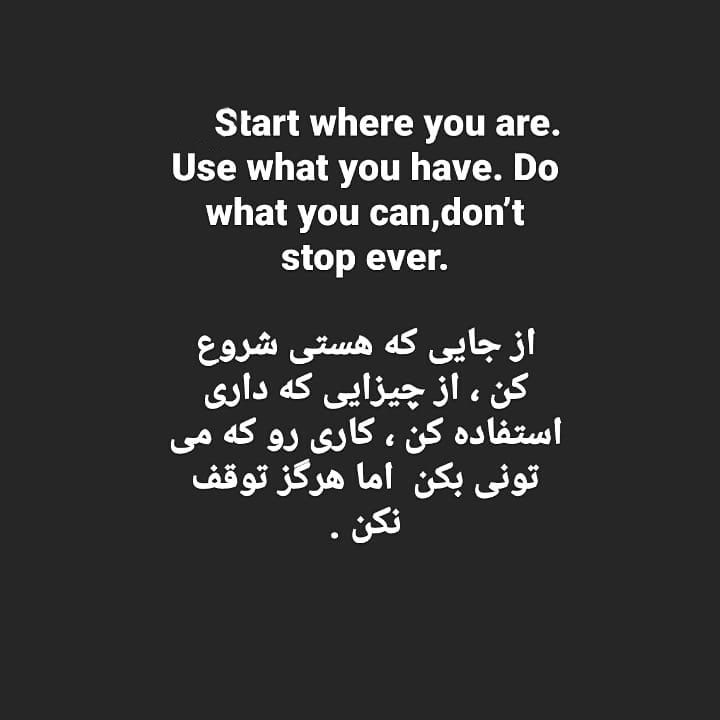 Start where you are.
Use what you have. Do
what you can,don’t
stop ever.
از جایی که هستی شروع
کن ، از چیزایی که داری
استفاده کن ، کاری رو که می
تونی بکن  اما هرگز توقف
نکن .